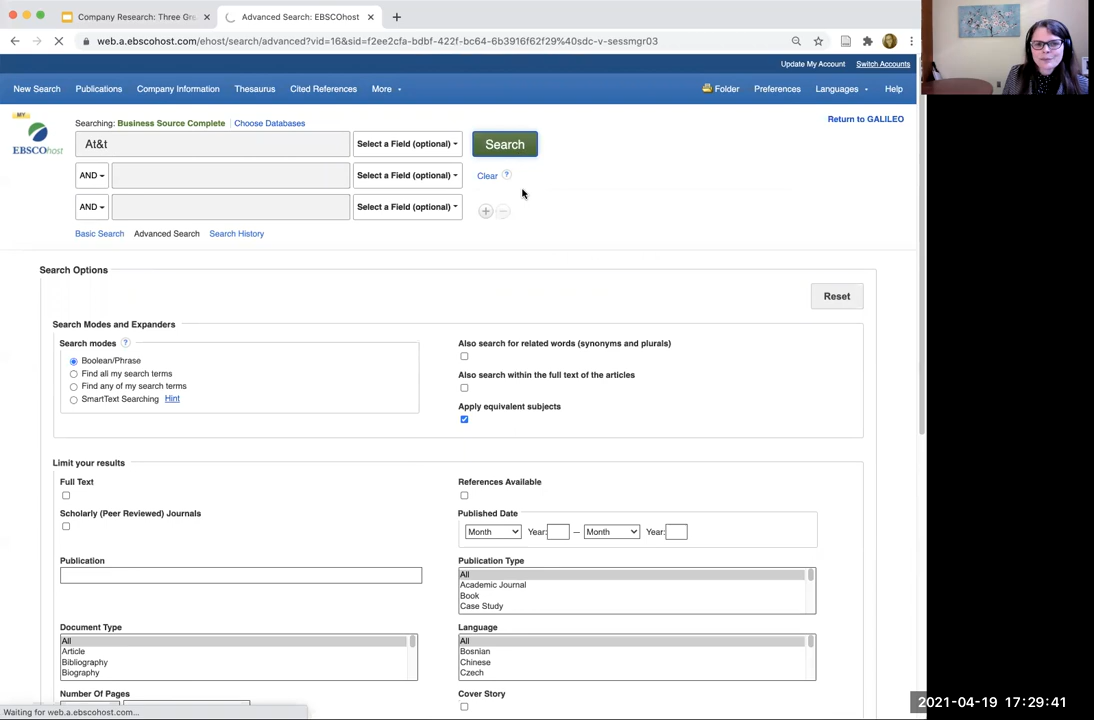 Company Research: Three Gr
Advanced Search: EBSCOhost
web.a.ebscohost.com/ehost/search/advanced?vid=16&sid=f2ee2cfa-bdbf-422f-bc64-6b3916f62f29%40sdc-v-sessmgr03
Update My Account Switch Accounts
New Search Publications Company Information Thesaurus Cited References More Folder Preferences Languages Help
MY
EBSCOhost
Searching: Business Source Complete Choose Databases
Return to GALILEO
At&t Select a Field (optional) Search
AND Select a Field (optional) Clear ?
AND Select a Field (optional)
Basic Search Advanced Search Search History
Search Options
Reset
Search Modes and Expanders
Search modes ?
Boolean/Phrase
Find all my search terms
Find any of my search terms
SmartText Searching Hint
Also search for related words (synonyms and plurals)
Also search within the full text of the articles
Apply equivalent subjects
Limit your results
Full Text
References Available
Scholarly (Peer Reviewed) Journals
Published Date
Month Year: — Month Year:
Publication
Publication Type
All
Academic Journal
Book
Case Study
Document Type
All
Article
Bibliography
Biography
Language
All
Bosnian
Chinese
Czech
Number Of Pages
Cover Story
Waiting for web.a.ebscohost.com...
2021-04-19 17:29:41